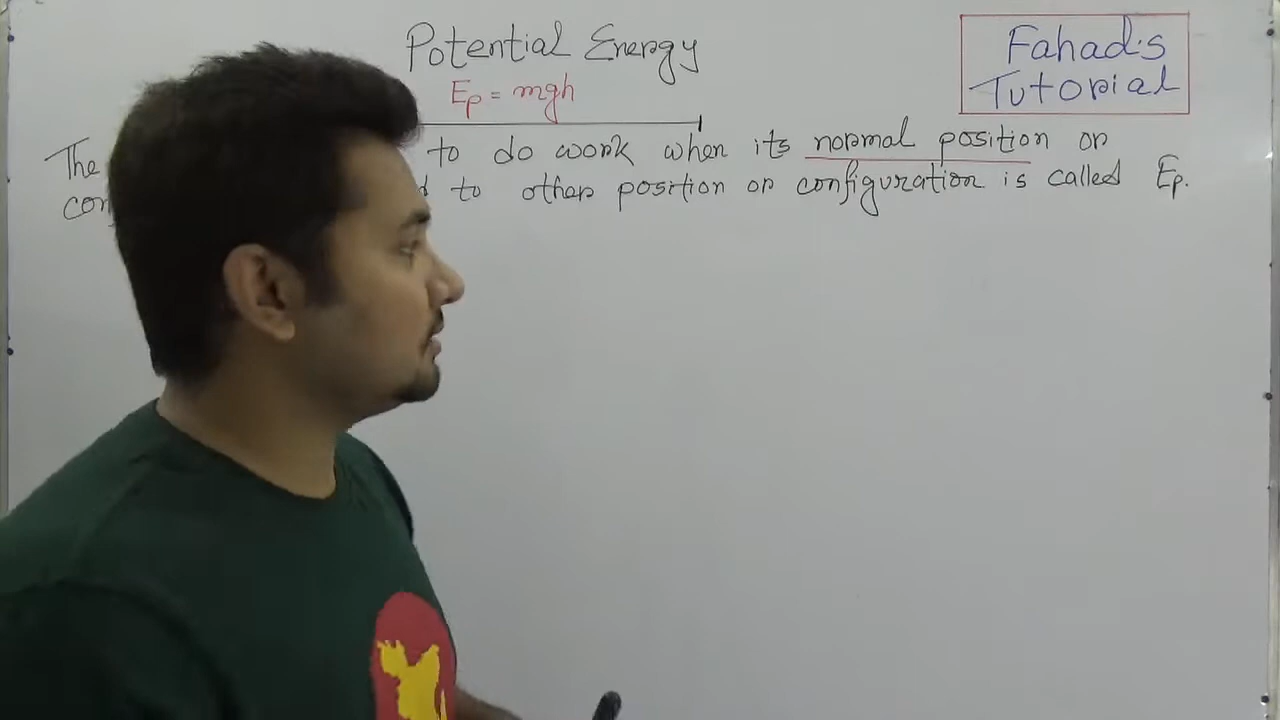 Potential Energy
Ep = mgh
Fahad's
Tutorial
The to do work when its normal position or
to other position or configuration is called Ep.